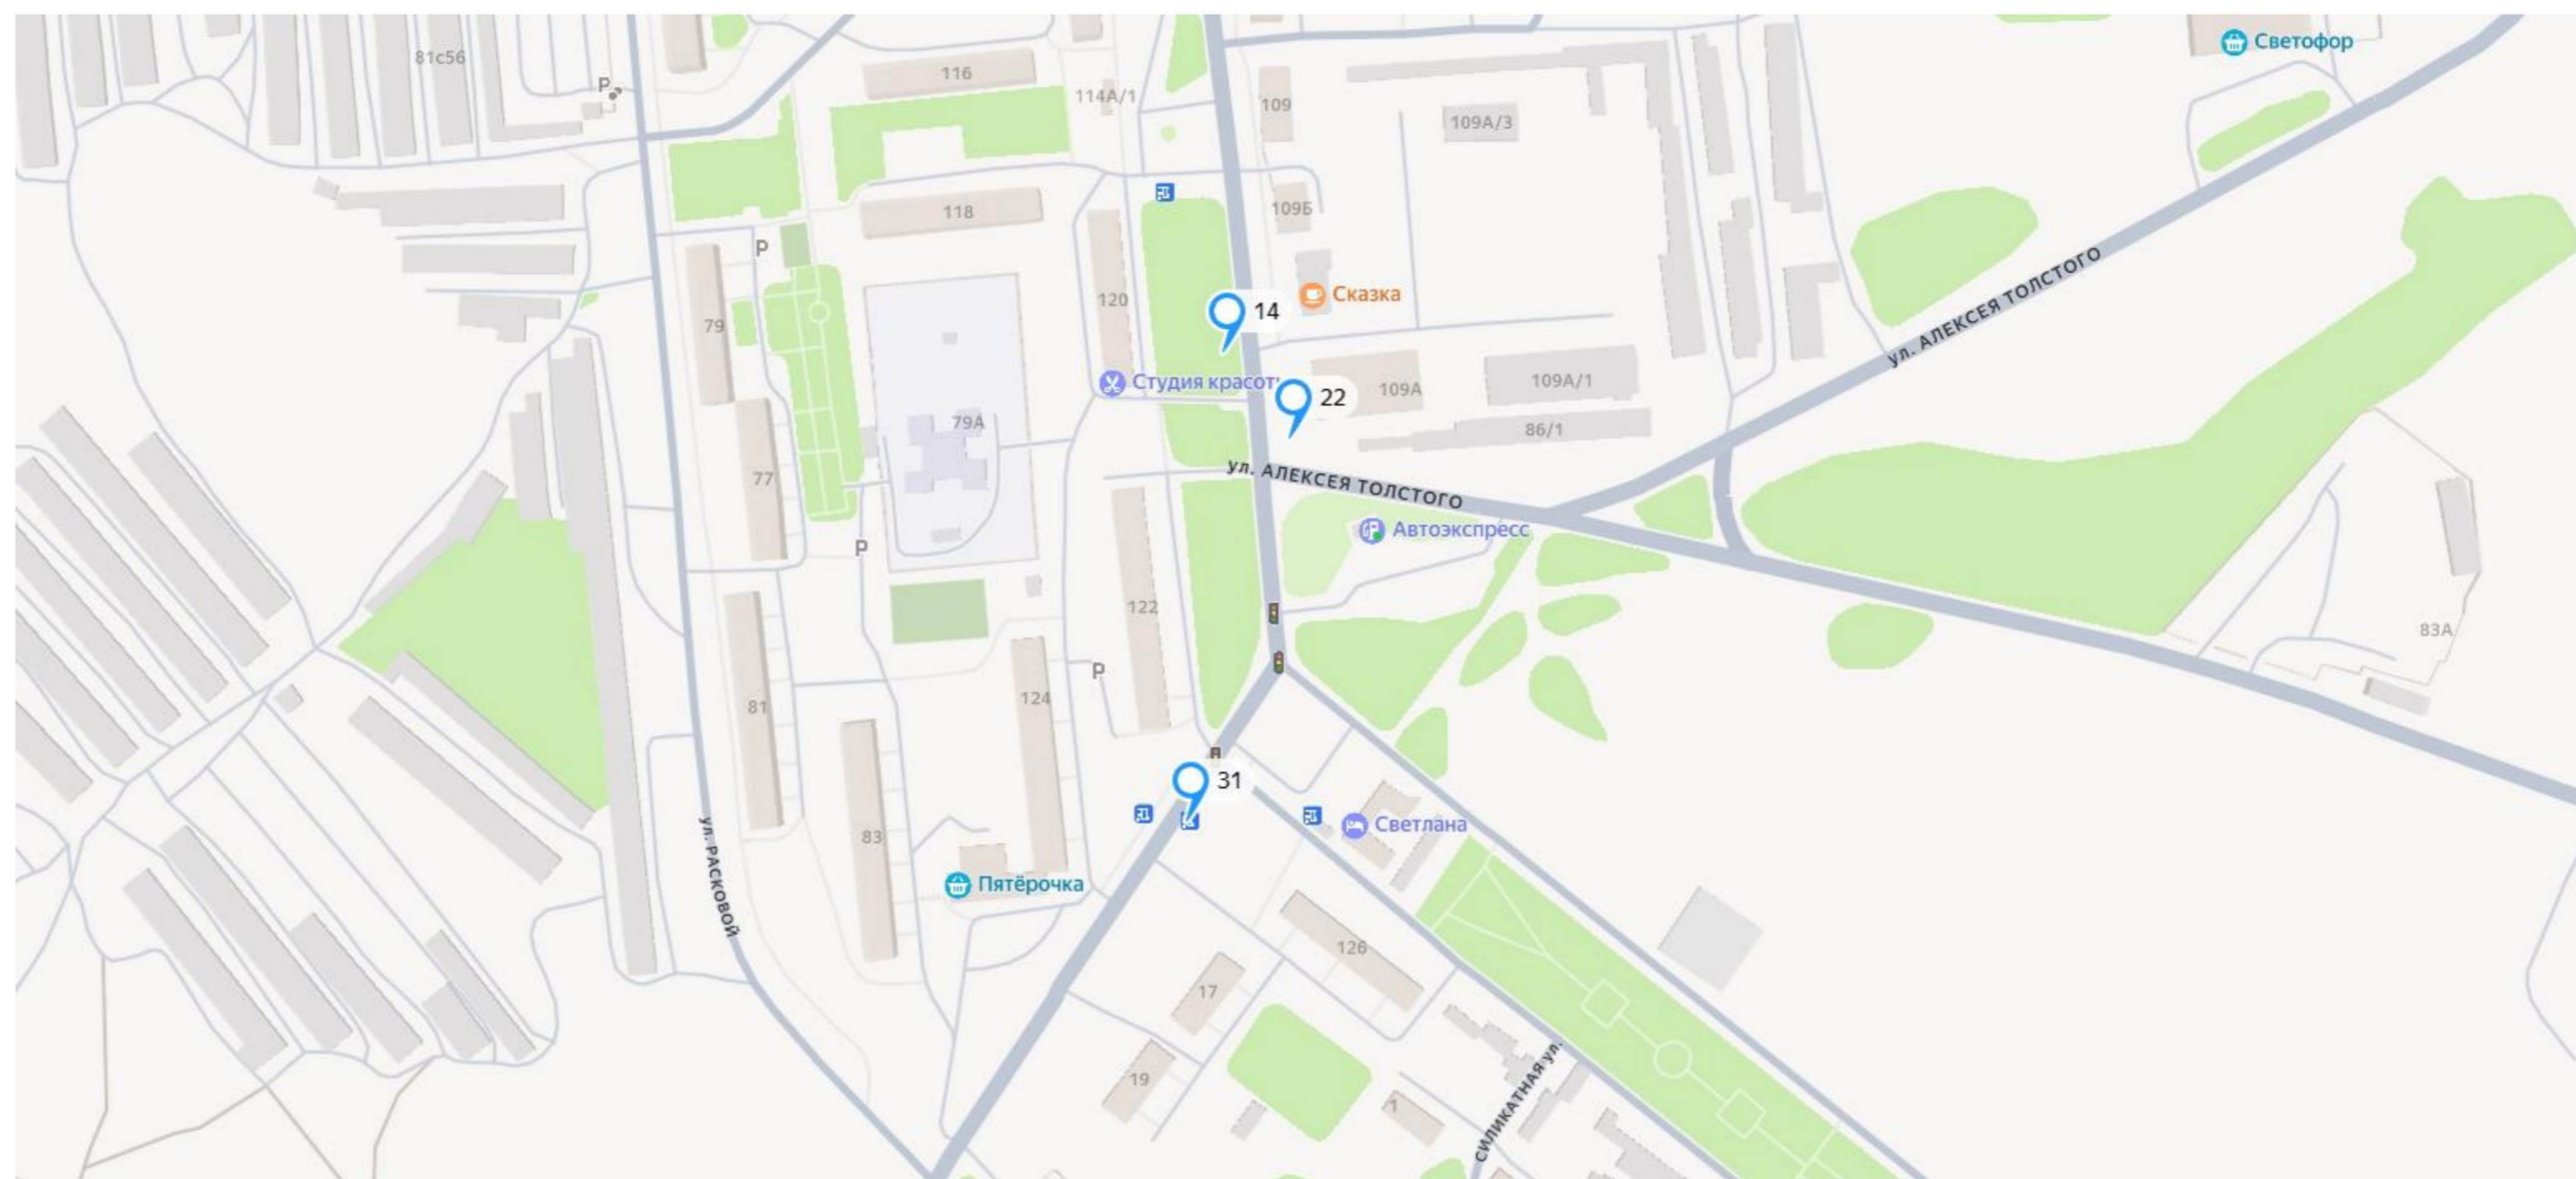 81с56
Светофор
116
109
114А/1
P
109А/3
118
109Б
P
Сказка
120
14
79
ул. АЛЕКСЕЯ ТОЛСТОГО
Студия красоты
22
109А
109А/1
79А
86/1
77
ул. АЛЕКСЕЯ ТОЛСТОГО
Автоэкспресс
P
122
83А
P
124
81
31
Светлана
83
ул. РАСКОВОЙ
Пятёрочка
126
17
19
СИЛИКАТНАЯ ул.
1